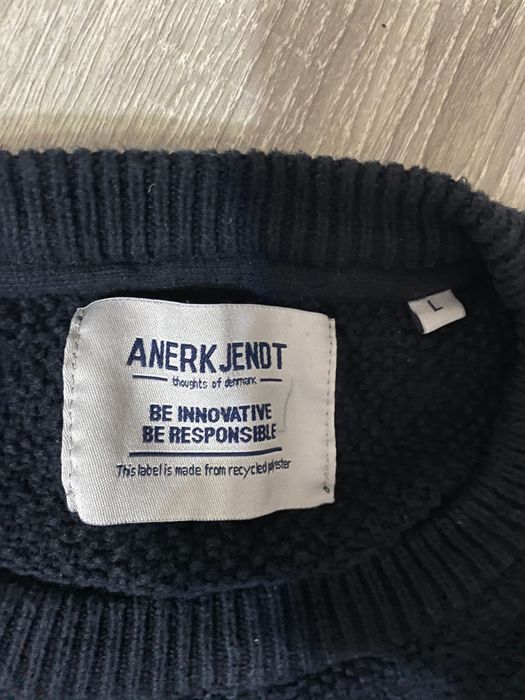 ANERKJENDT
thoughts of denmark
BE INNOVATIVE
BE RESPONSIBLE
This label is made from recycled polyester
L